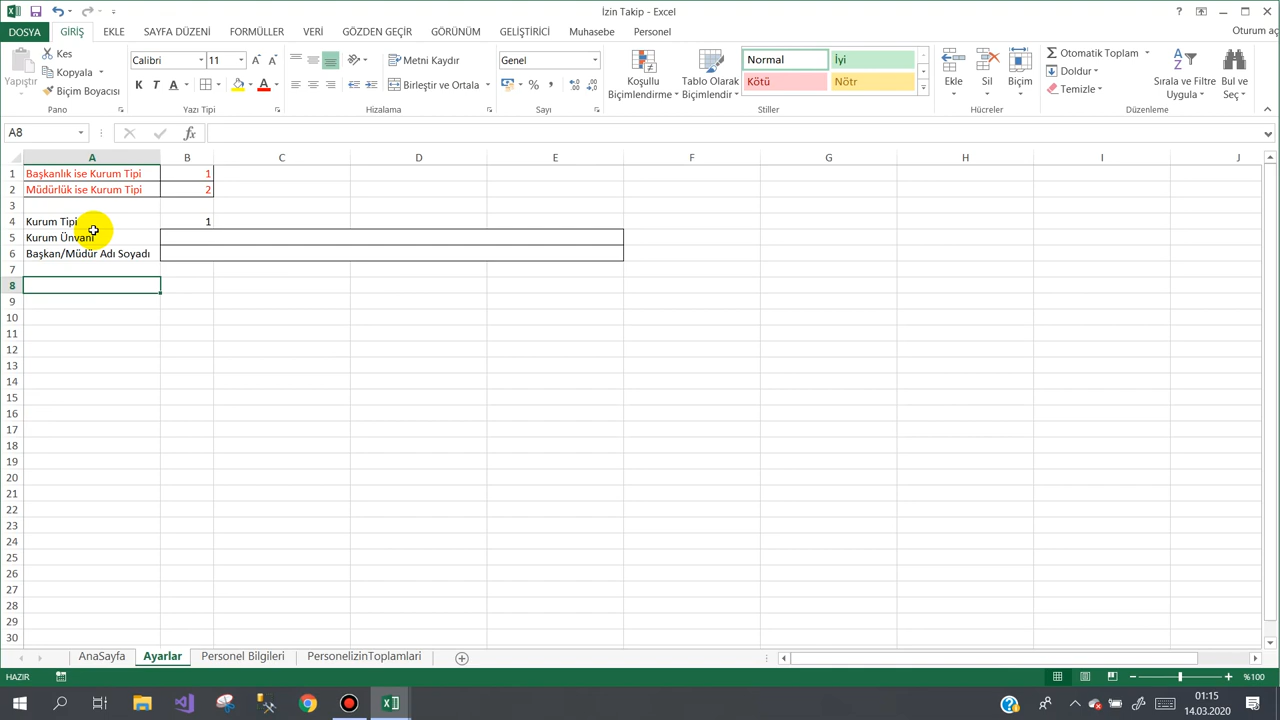 İzin Takip - Excel
DOSYA GİRİŞ EKLE SAYFA DÜZENİ FORMÜLLER VERİ GÖZDEN GEÇİR GÖRÜNÜM GELİŞTİRİCİ Muhasebe Personel Oturum aç
Yapıştır
Kes
Kopyala
Biçim Boyacısı
Pano
Calibri 11
K T A
Yazı Tipi
Metni Kaydır
Birleştir ve Ortala
Hizalama
Genel
Sayı
Koşullu Biçimlendirme
Tablo Olarak Biçimlendir
Normal İyi
Kötü Nötr
Stiller
Ekle Sil Biçim
Hücreler
Otomatik Toplam
Doldur
Temizle
Sırala ve Filtre Uygula
Bul ve Seç
Düzenleme
A8 fx
A B C D E F G H I J
1 Başkanlık ise Kurum Tipi 1
2 Müdürlük ise Kurum Tipi 2
3
4 Kurum Tipi 1
5 Kurum Ünvanı
6 Başkan/Müdür Adı Soyadı
7
8
9
10
11
12
13
14
15
16
17
18
19
20
21
22
23
24
25
26
27
28
29
30
AnaSayfa Ayarlar Personel Bilgileri PersonelizinToplamlari
HAZIR %100
01:15
14.03.2020